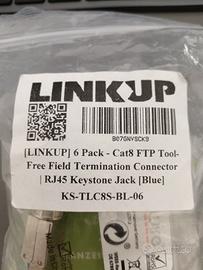 LINKUP
B07GNYSCK9
[LINKUP] 6 Pack - Cat8 FTP Tool-
Free Field Termination Connector
| RJ45 Keystone Jack [Blue]
KS-TLC8S-BL-06